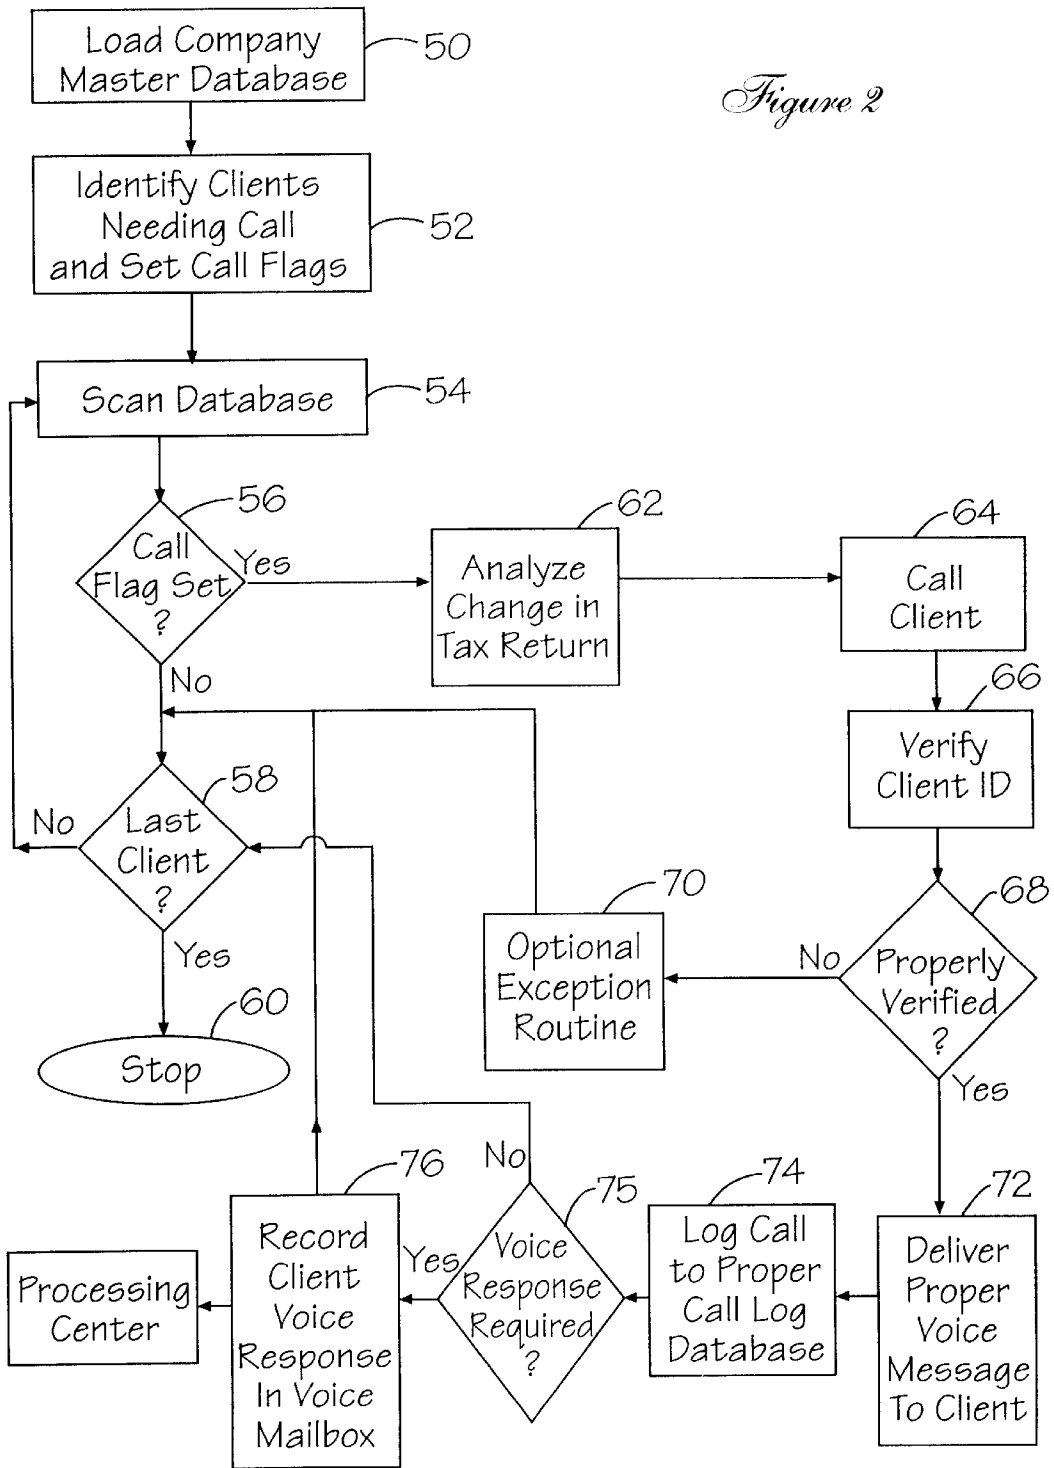 Load Company
Master Database
50
Figure 2
Identify Clients
Needing Call
and Set Call Flags
52
Scan Database
54
56
Call
Flag Set
?
Yes
No
62
Analyze
Change in
Tax Return
64
Call
Client
66
Verify
Client ID
58
Last
Client
?
No
Yes
60
Stop
70
Optional
Exception
Routine
68
Properly
Verified
?
No
Yes
72
Deliver
Proper
Voice
Message
To Client
74
Log Call
to Proper
Call Log
Database
75
Voice
Response
Required
?
No
Yes
76
Record
Client
Voice
Response
In Voice
Mailbox
Processing
Center